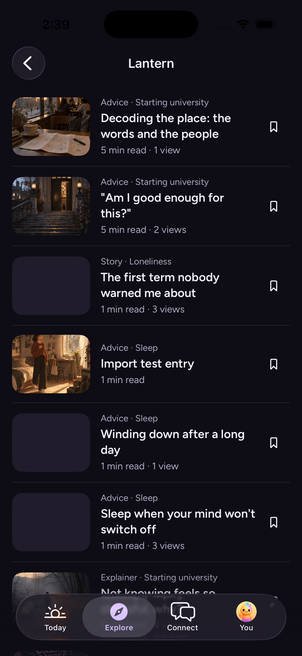 2:39
Lantern
Advice · Starting university
Decoding the place: the
words and the people
5 min read · 1 view
Advice · Starting university
"Am I good enough for
this?"
5 min read · 2 views
Story · Loneliness
The first term nobody
warned me about
1 min read · 3 views
Advice · Sleep
Import test entry
1 min read
Advice · Sleep
Winding down after a long
day
1 min read · 1 view
Advice · Sleep
Sleep when your mind won't
switch off
1 min read · 3 views
Explainer · Starting university
Not knowing feels so
Today
Explore
Connect
You